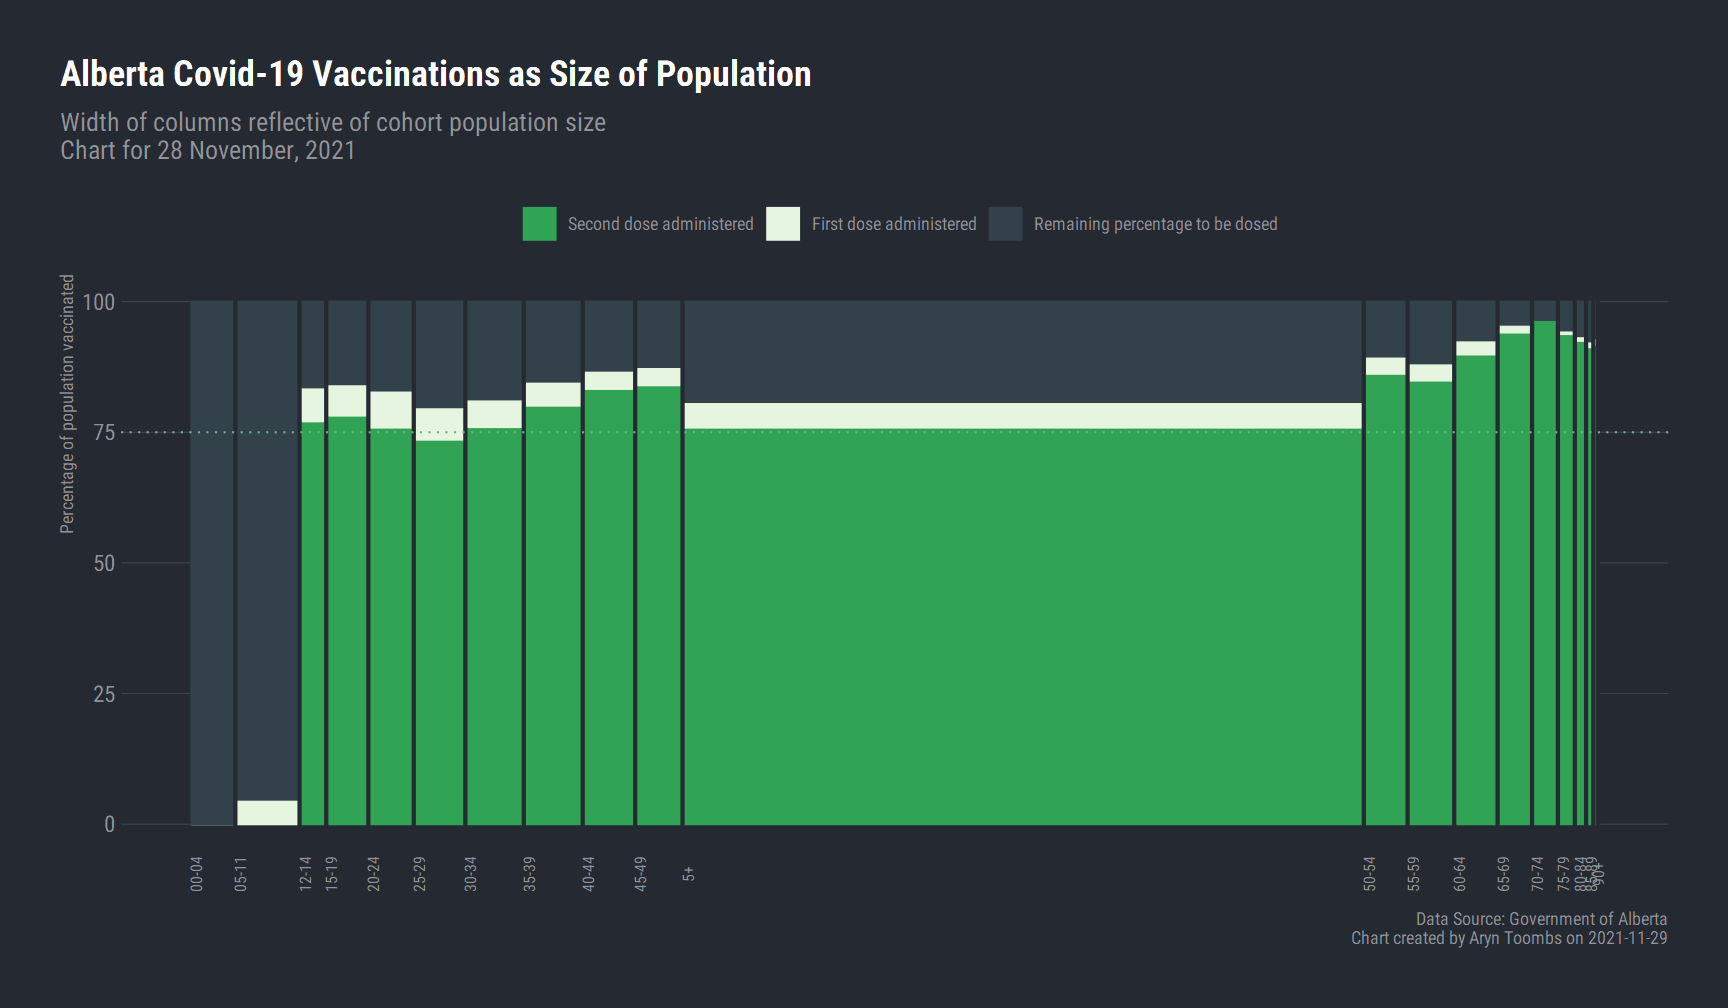 Alberta Covid-19 Vaccinations as Size of Population
Width of columns reflective of cohort population size
Chart for 28 November, 2021
Second dose administered
First dose administered
Remaining percentage to be dosed
Percentage of population vaccinated
100
75
50
25
0
00-04
05-11
12-14
15-19
20-24
25-29
30-34
35-39
40-44
45-49
5+
50-54
55-59
60-64
65-69
70-74
75-79
80-84
85-89
90+
Data Source: Government of Alberta
Chart created by Aryn Toombs on 2021-11-29